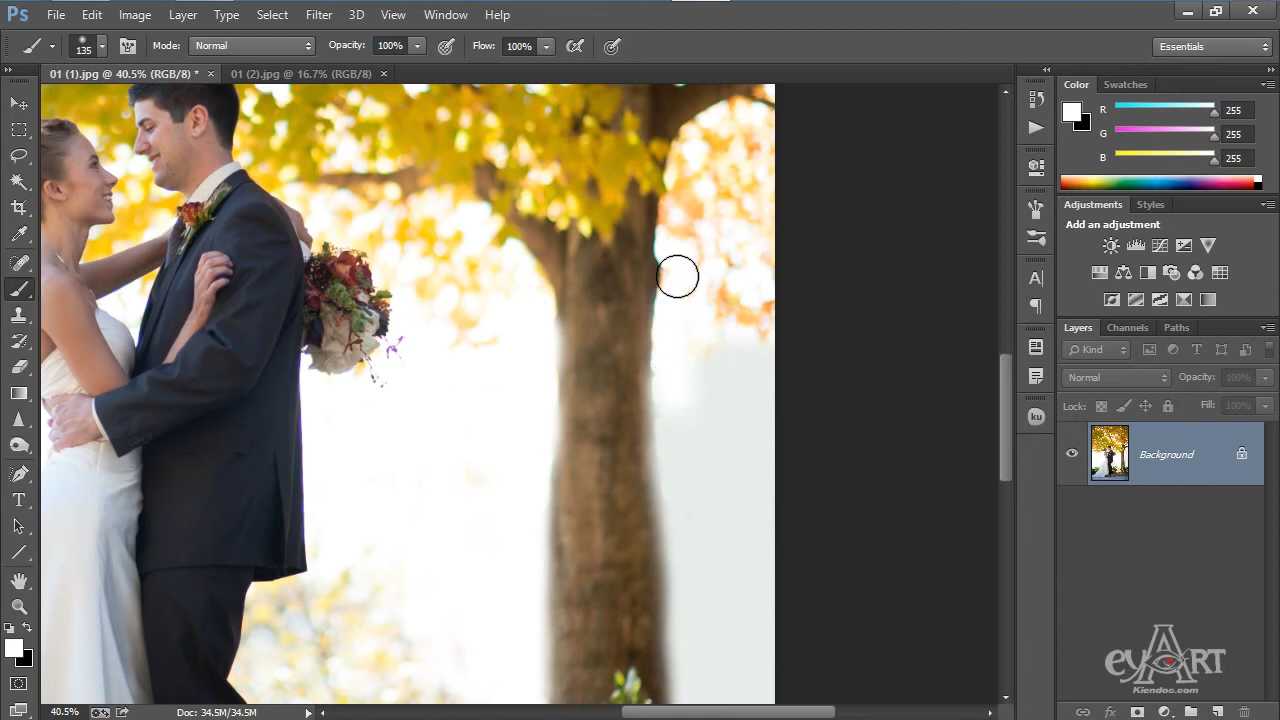 Ps File Edit Image Layer Type Select Filter 3D View Window Help
135 Mode: Normal Opacity: 100% Flow: 100% Essentials
01 (1).jpg @ 40.5% (RGB/8) * × 01 (2).jpg @ 16.7% (RGB/8) ×
Color Swatches
R 255
G 255
B 255
Adjustments Styles
Add an adjustment
Layers Channels Paths
Kind
Normal Opacity: 100%
Lock: Fill: 100%
Background
ku
eyART
Kiendoc.com
40.5% Doc: 34.5M/34.5M